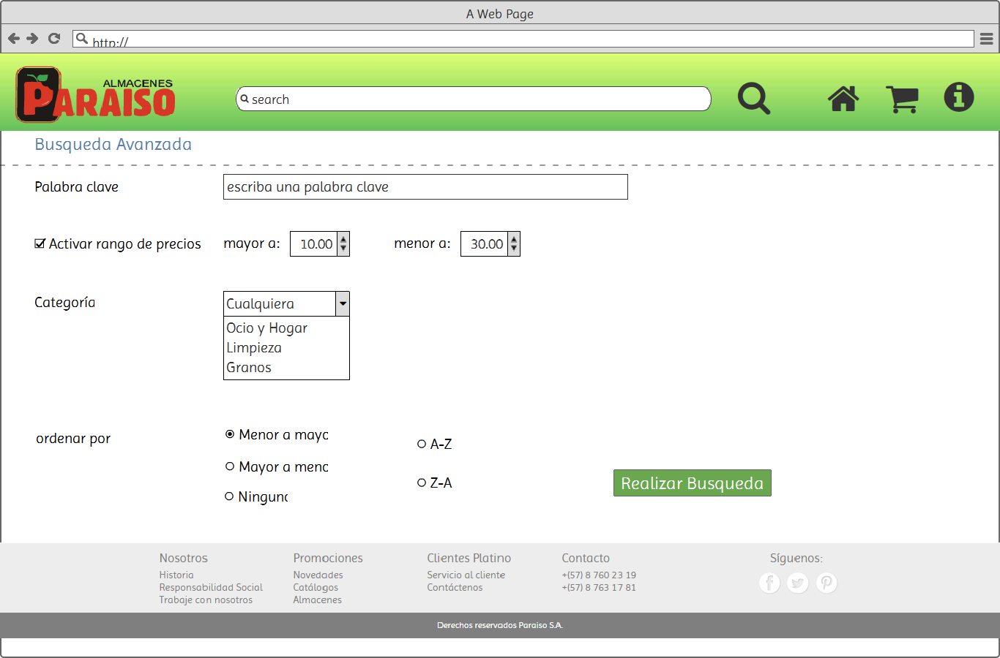 A Web Page
http://
ALMACENES
PARAISO
search
Busqueda Avanzada
Palabra clave
escriba una palabra clave
Activar rango de precios
mayor a:
10.00
menor a:
30.00
Categoría
Cualquiera
Ocio y Hogar
Limpieza
Granos
ordenar por
Menor a mayo
Mayor a meno
Ninguno
A-Z
Z-A
Realizar Busqueda
Nosotros
Historia
Responsabilidad Social
Trabaje con nosotros
Promociones
Novedades
Catálogos
Almacenes
Clientes Platino
Servicio al cliente
Contáctenos
Contacto
+(57) 8 760 23 19
+(57) 8 763 17 81
Síguenos:
Derechos reservados Paraiso S.A.